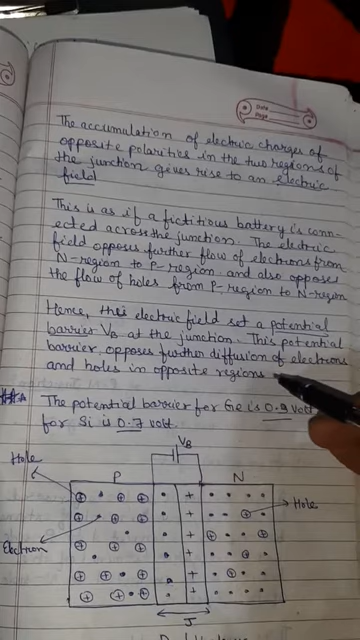 Date
Page
The accumulation of electric charges of
opposite polarities in the two regions of
the junction gives rise to an electric
field
This is as if a fictitious battery is conn-
ected across the junction. The electric
field opposes further flow of electrons from
N-region to P-region and also opposes
the flow of holes from P-region to N-region
Hence, this electric field set a potential
barrier VB at the junction. This potential
barrier, opposes further diffusion of electrons
and holes in opposite regions.
The potential barrier for Ge is 0.3 volt
for Si is 0.7 volt.
VB
Hole
P
N
Hole
Electron
J